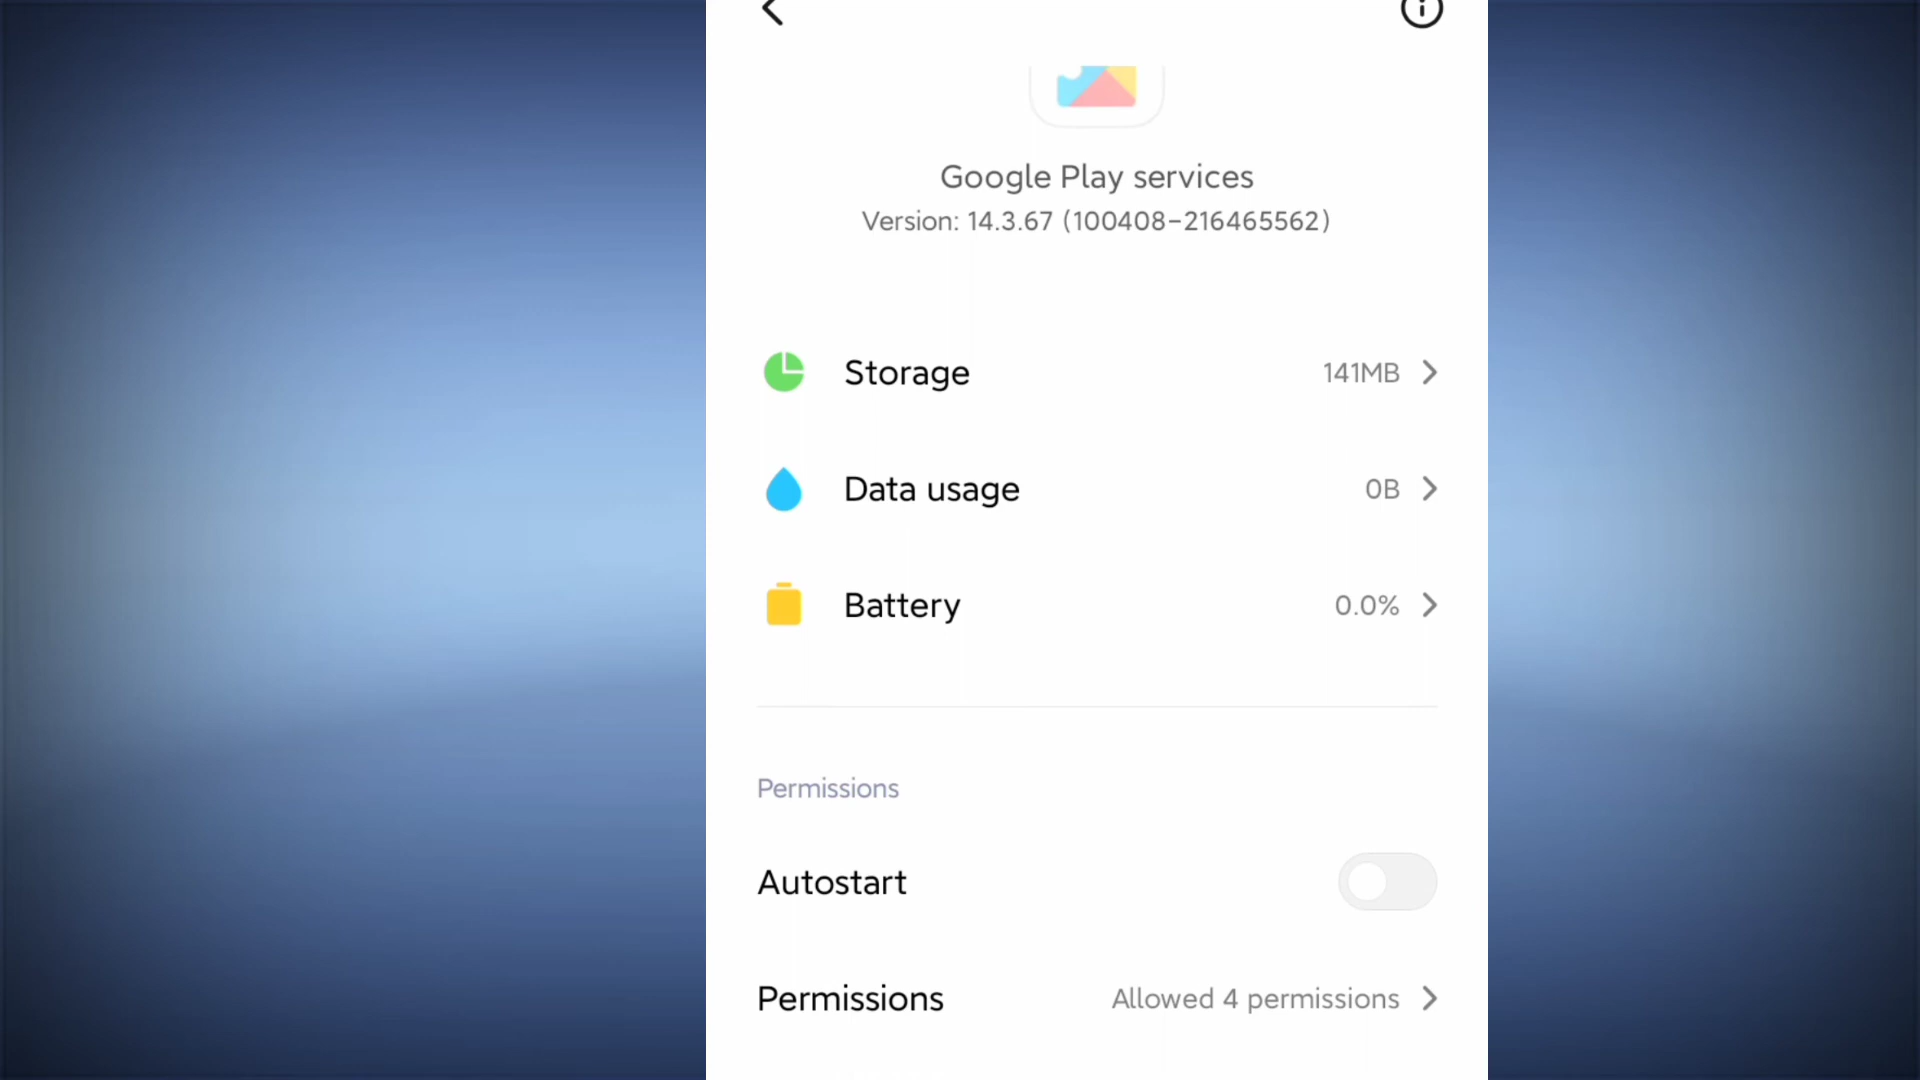 Google Play services
Version: 14.3.67 (100408-216465562)
Storage 141MB
Data usage 0B
Battery 0.0%
Permissions
Autostart
Permissions Allowed 4 permissions